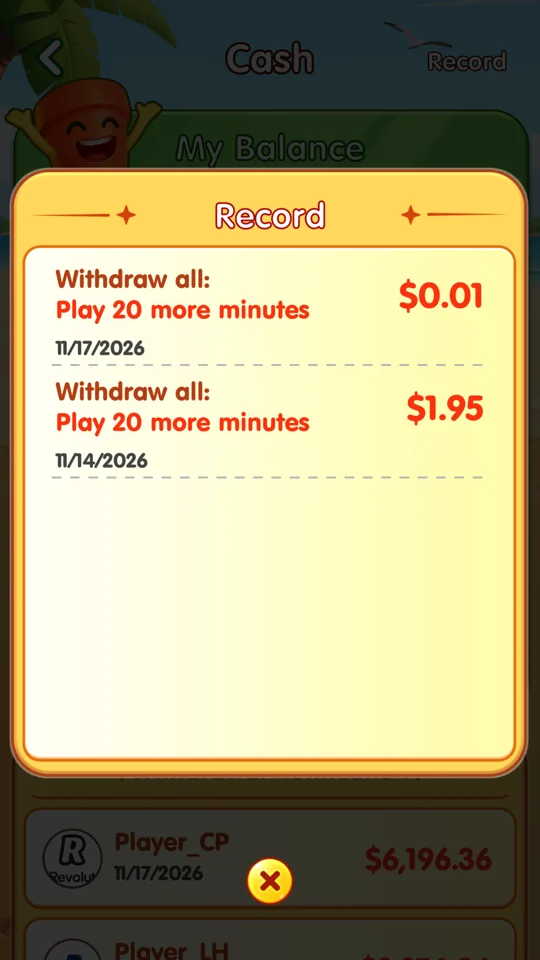 Cash
Record
My Balance
Record
Withdraw all:
Play 20 more minutes
$0.01
11/17/2026
Withdraw all:
Play 20 more minutes
$1.95
11/14/2026
R
Revolut
Player_CP
$6,196.36
11/17/2026
Player_LH